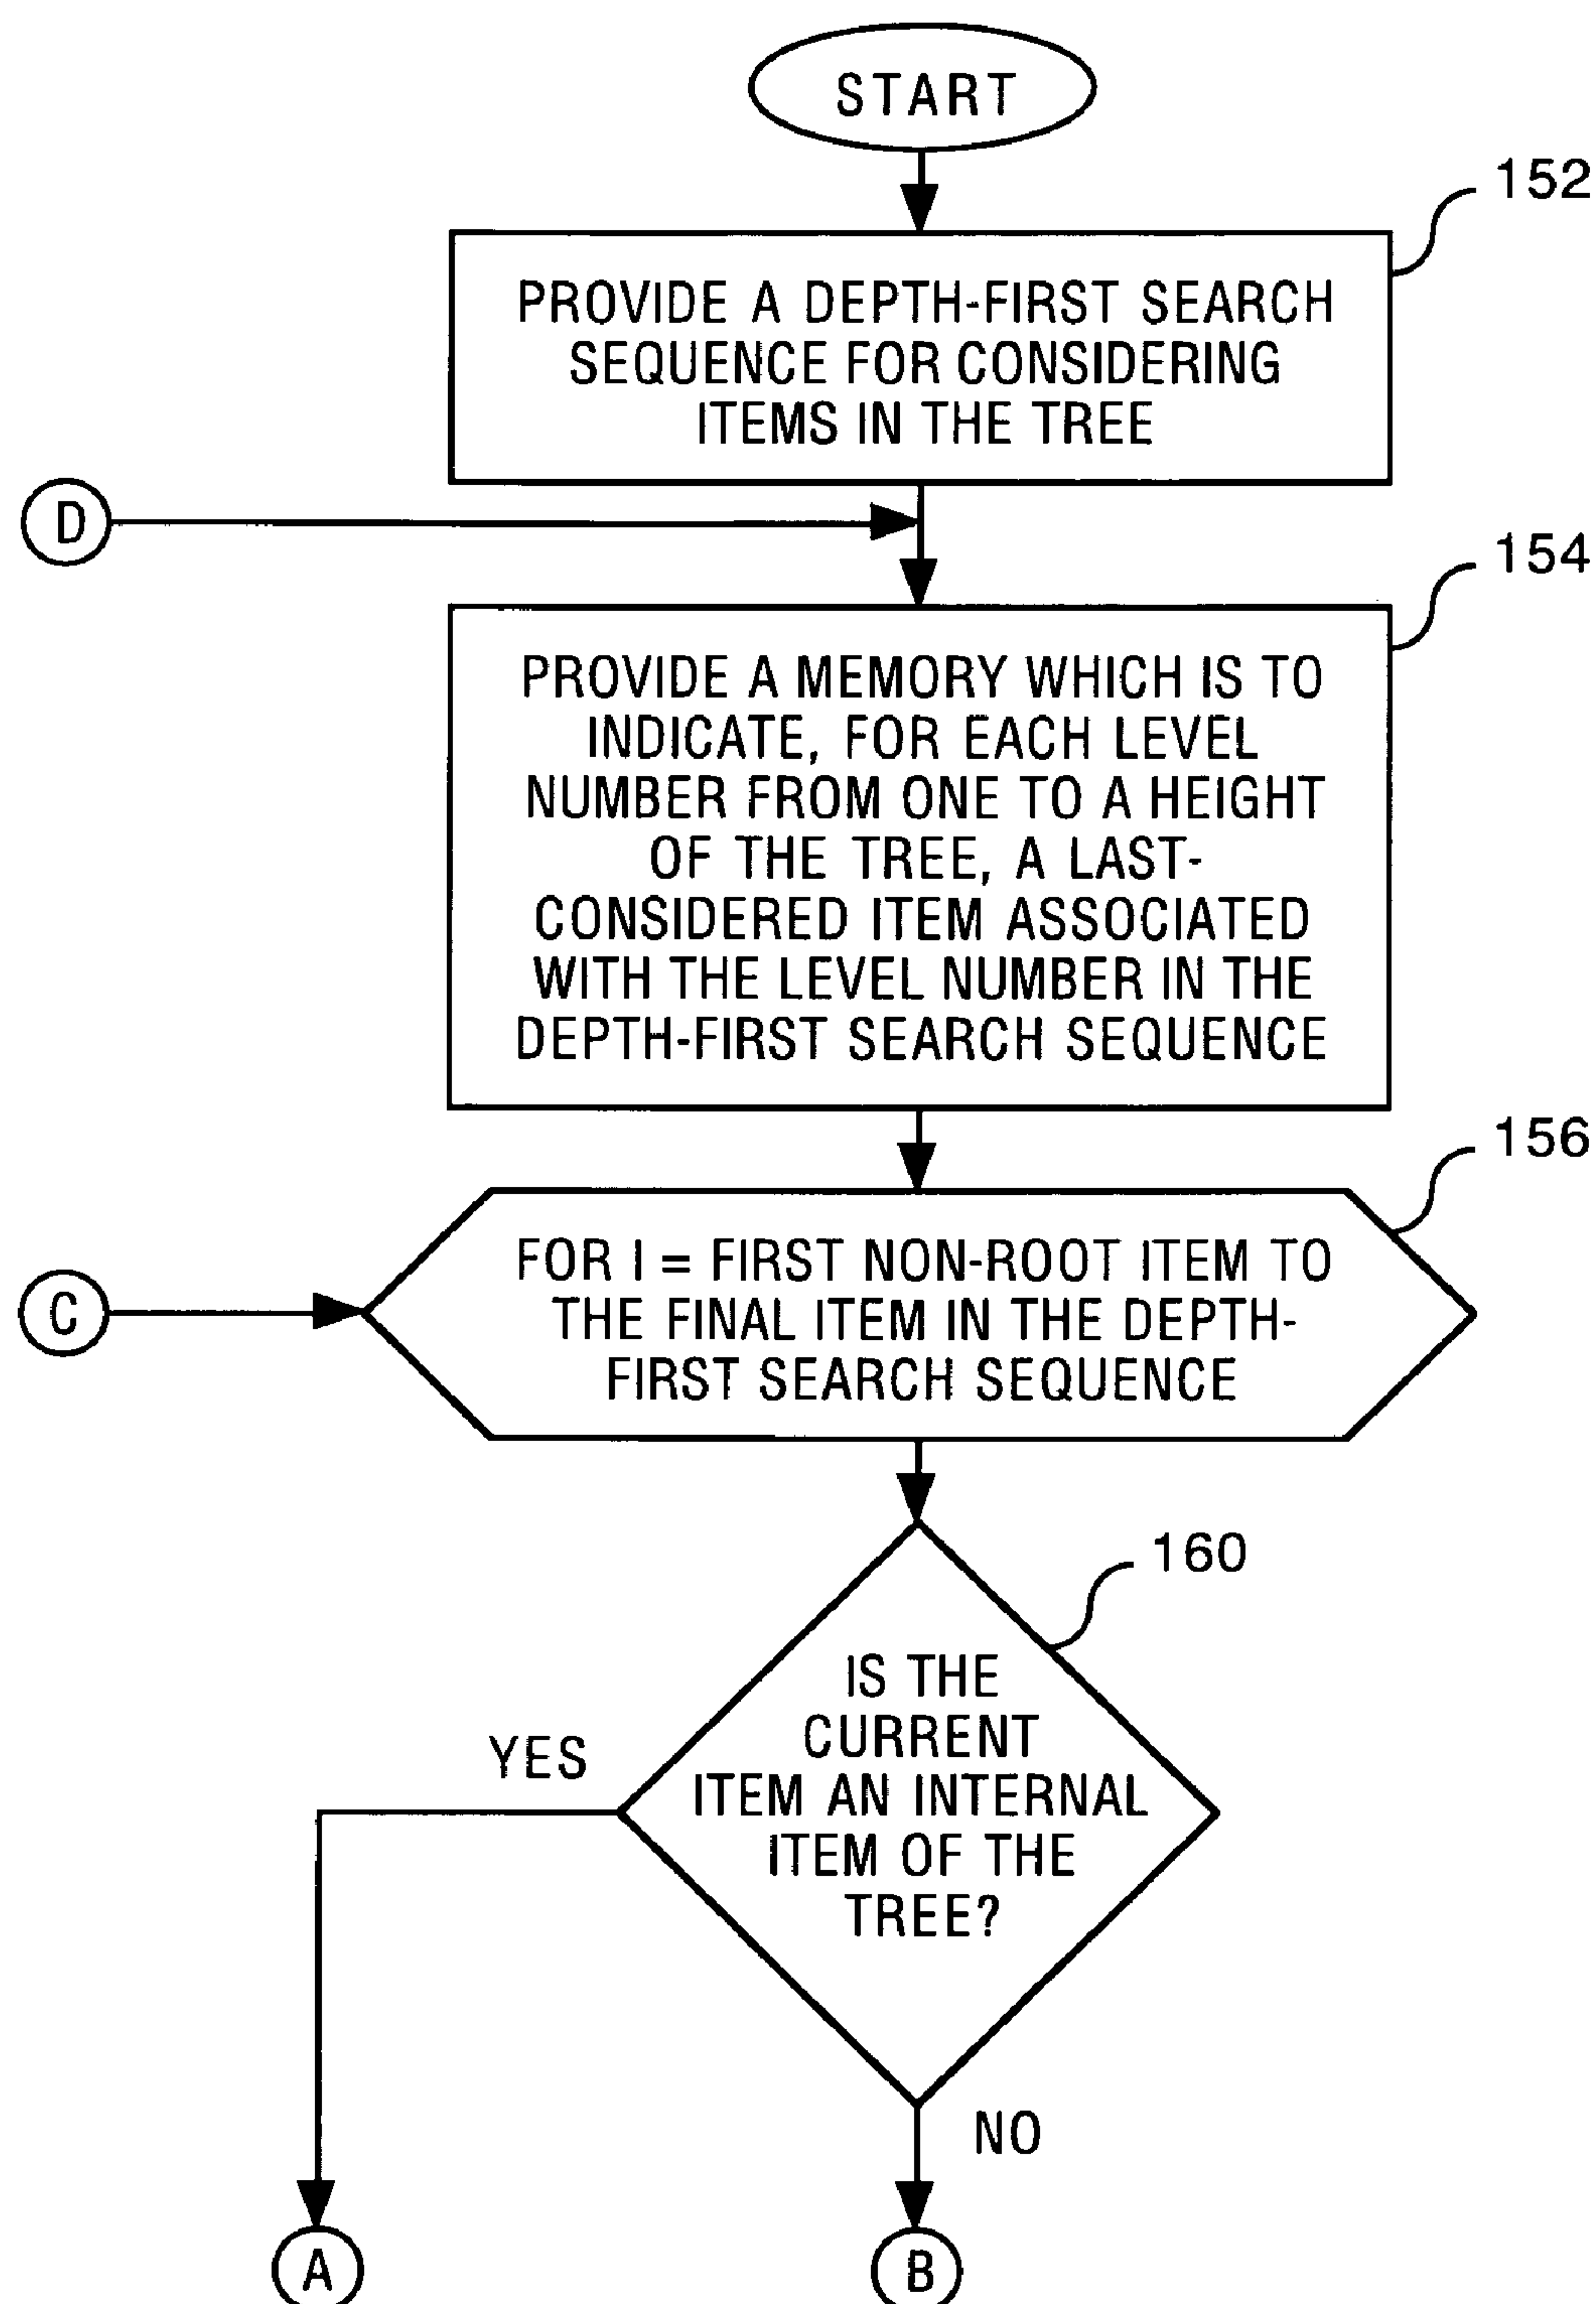 START
152
PROVIDE A DEPTH-FIRST SEARCH
SEQUENCE FOR CONSIDERING
ITEMS IN THE TREE
D
154
PROVIDE A MEMORY WHICH IS TO
INDICATE, FOR EACH LEVEL
NUMBER FROM ONE TO A HEIGHT
OF THE TREE, A LAST-
CONSIDERED ITEM ASSOCIATED
WITH THE LEVEL NUMBER IN THE
DEPTH-FIRST SEARCH SEQUENCE
156
FOR I = FIRST NON-ROOT ITEM TO
THE FINAL ITEM IN THE DEPTH-
FIRST SEARCH SEQUENCE
C
160
IS THE
CURRENT
ITEM AN INTERNAL
ITEM OF THE
TREE?
YES
NO
A
B